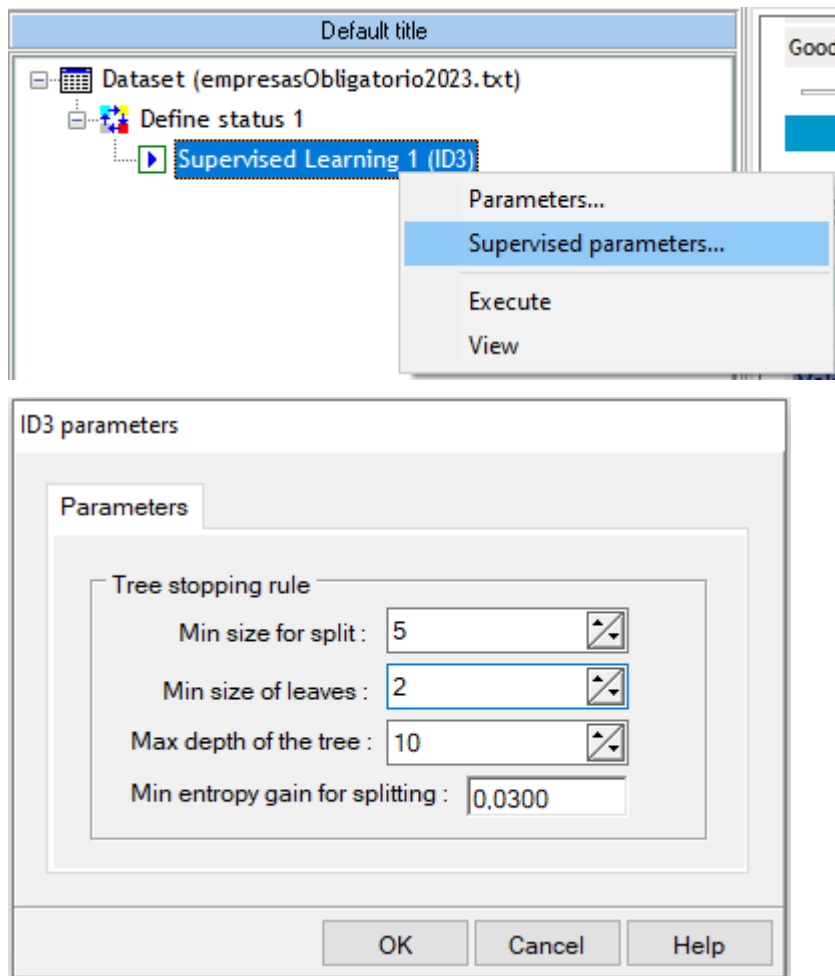 Default title
Good
Dataset (empresasObligatorio2023.txt)
Define status 1
Supervised Learning 1 (ID3)
Parameters...
Supervised parameters...
Execute
View
ID3 parameters
Parameters
Tree stopping rule
Min size for split : 5
Min size of leaves : 2
Max depth of the tree : 10
Min entropy gain for splitting : 0,0300
OK Cancel Help